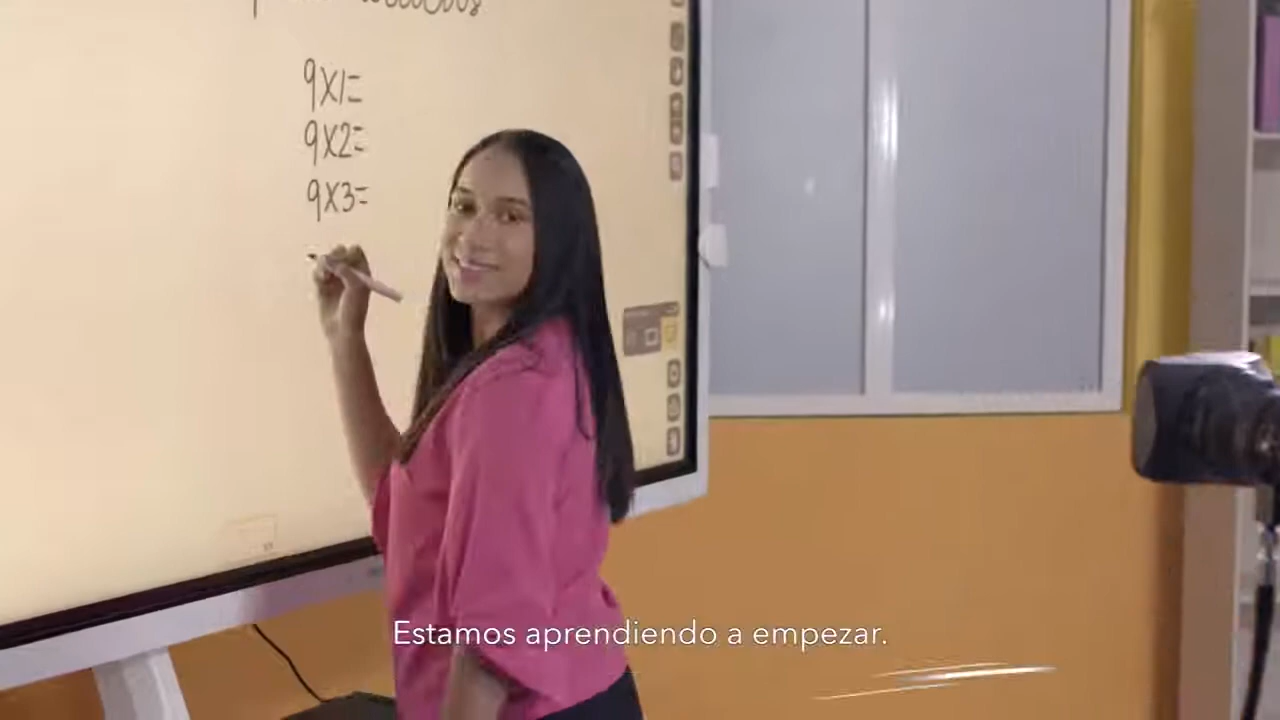 9x1=
9x2=
9x3=
Estamos aprendiendo a empezar.